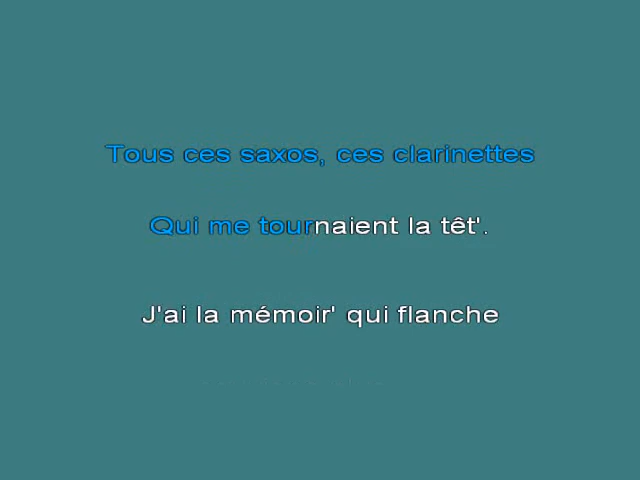 Tous ces saxos, ces clarinettes
Qui me tournaient la têt'.
J'ai la mémoir' qui flanche